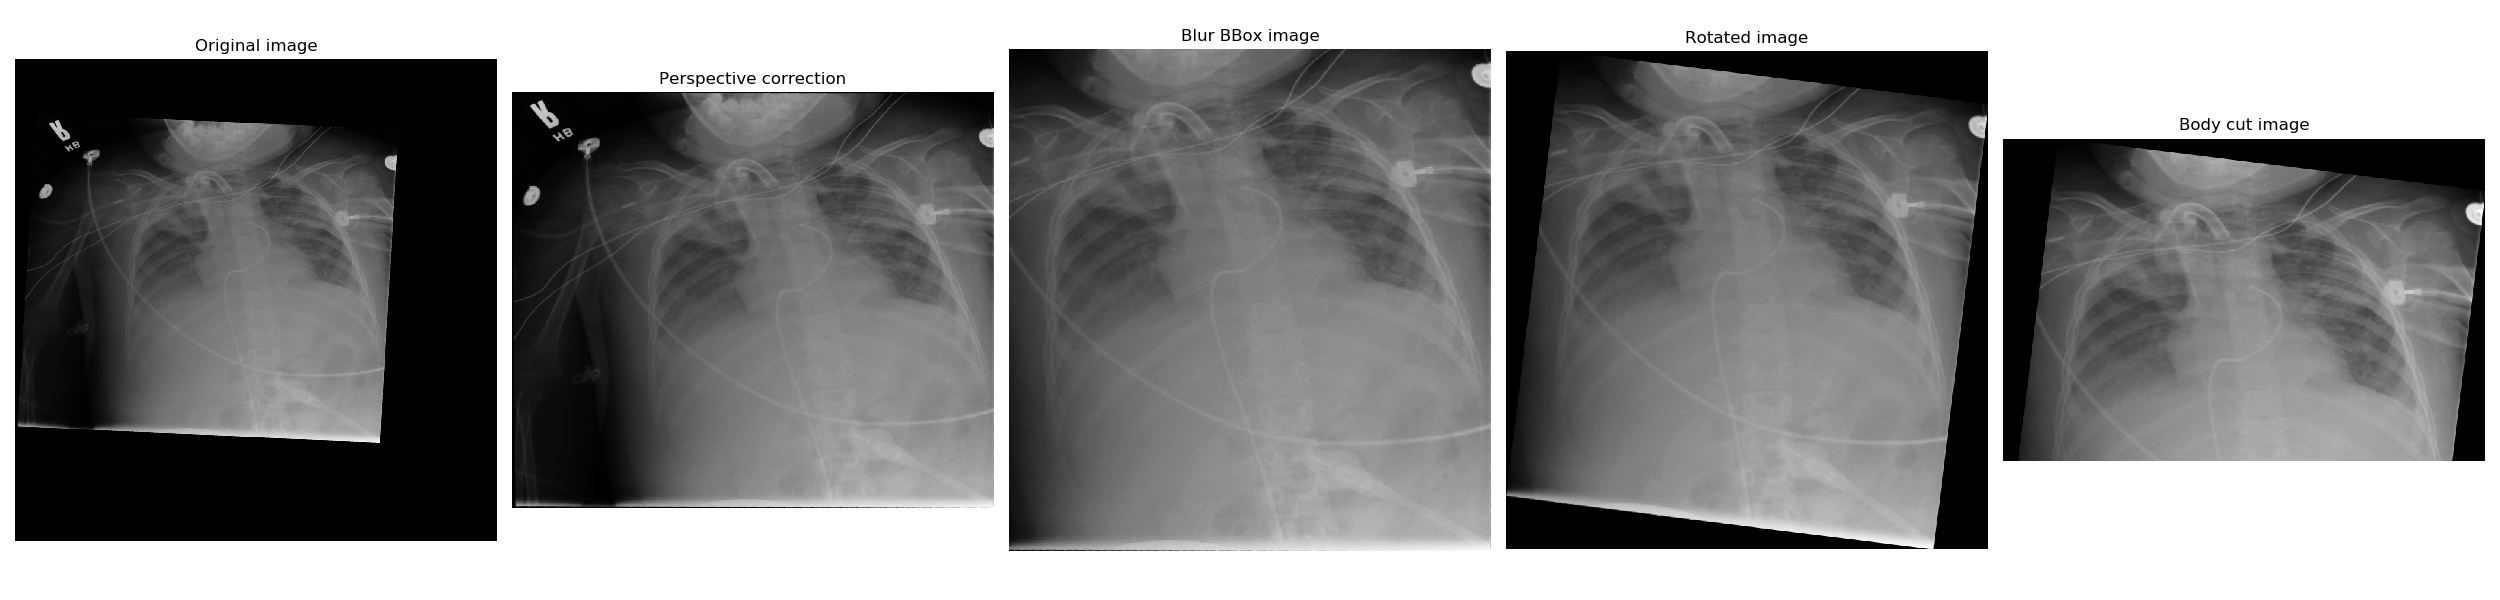 Original image
Perspective correction
Blur BBox image
Rotated image
Body cut image
R
HB
R
HB